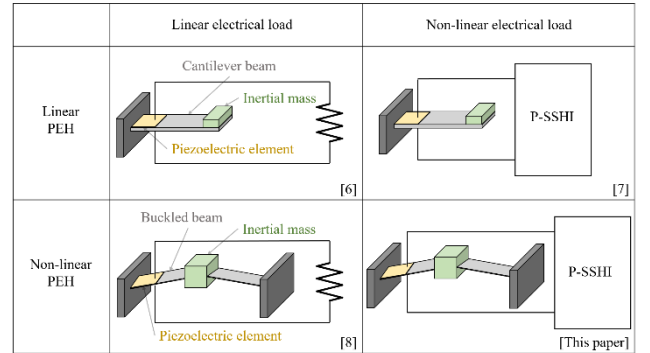 Linear electrical load
Non-linear electrical load
Linear
PEH
Cantilever beam
Inertial mass
Piezoelectric element
[6]
P-SSHI
[7]
Non-linear
PEH
Buckled beam
Inertial mass
Piezoelectric element
[8]
P-SSHI
[This paper]